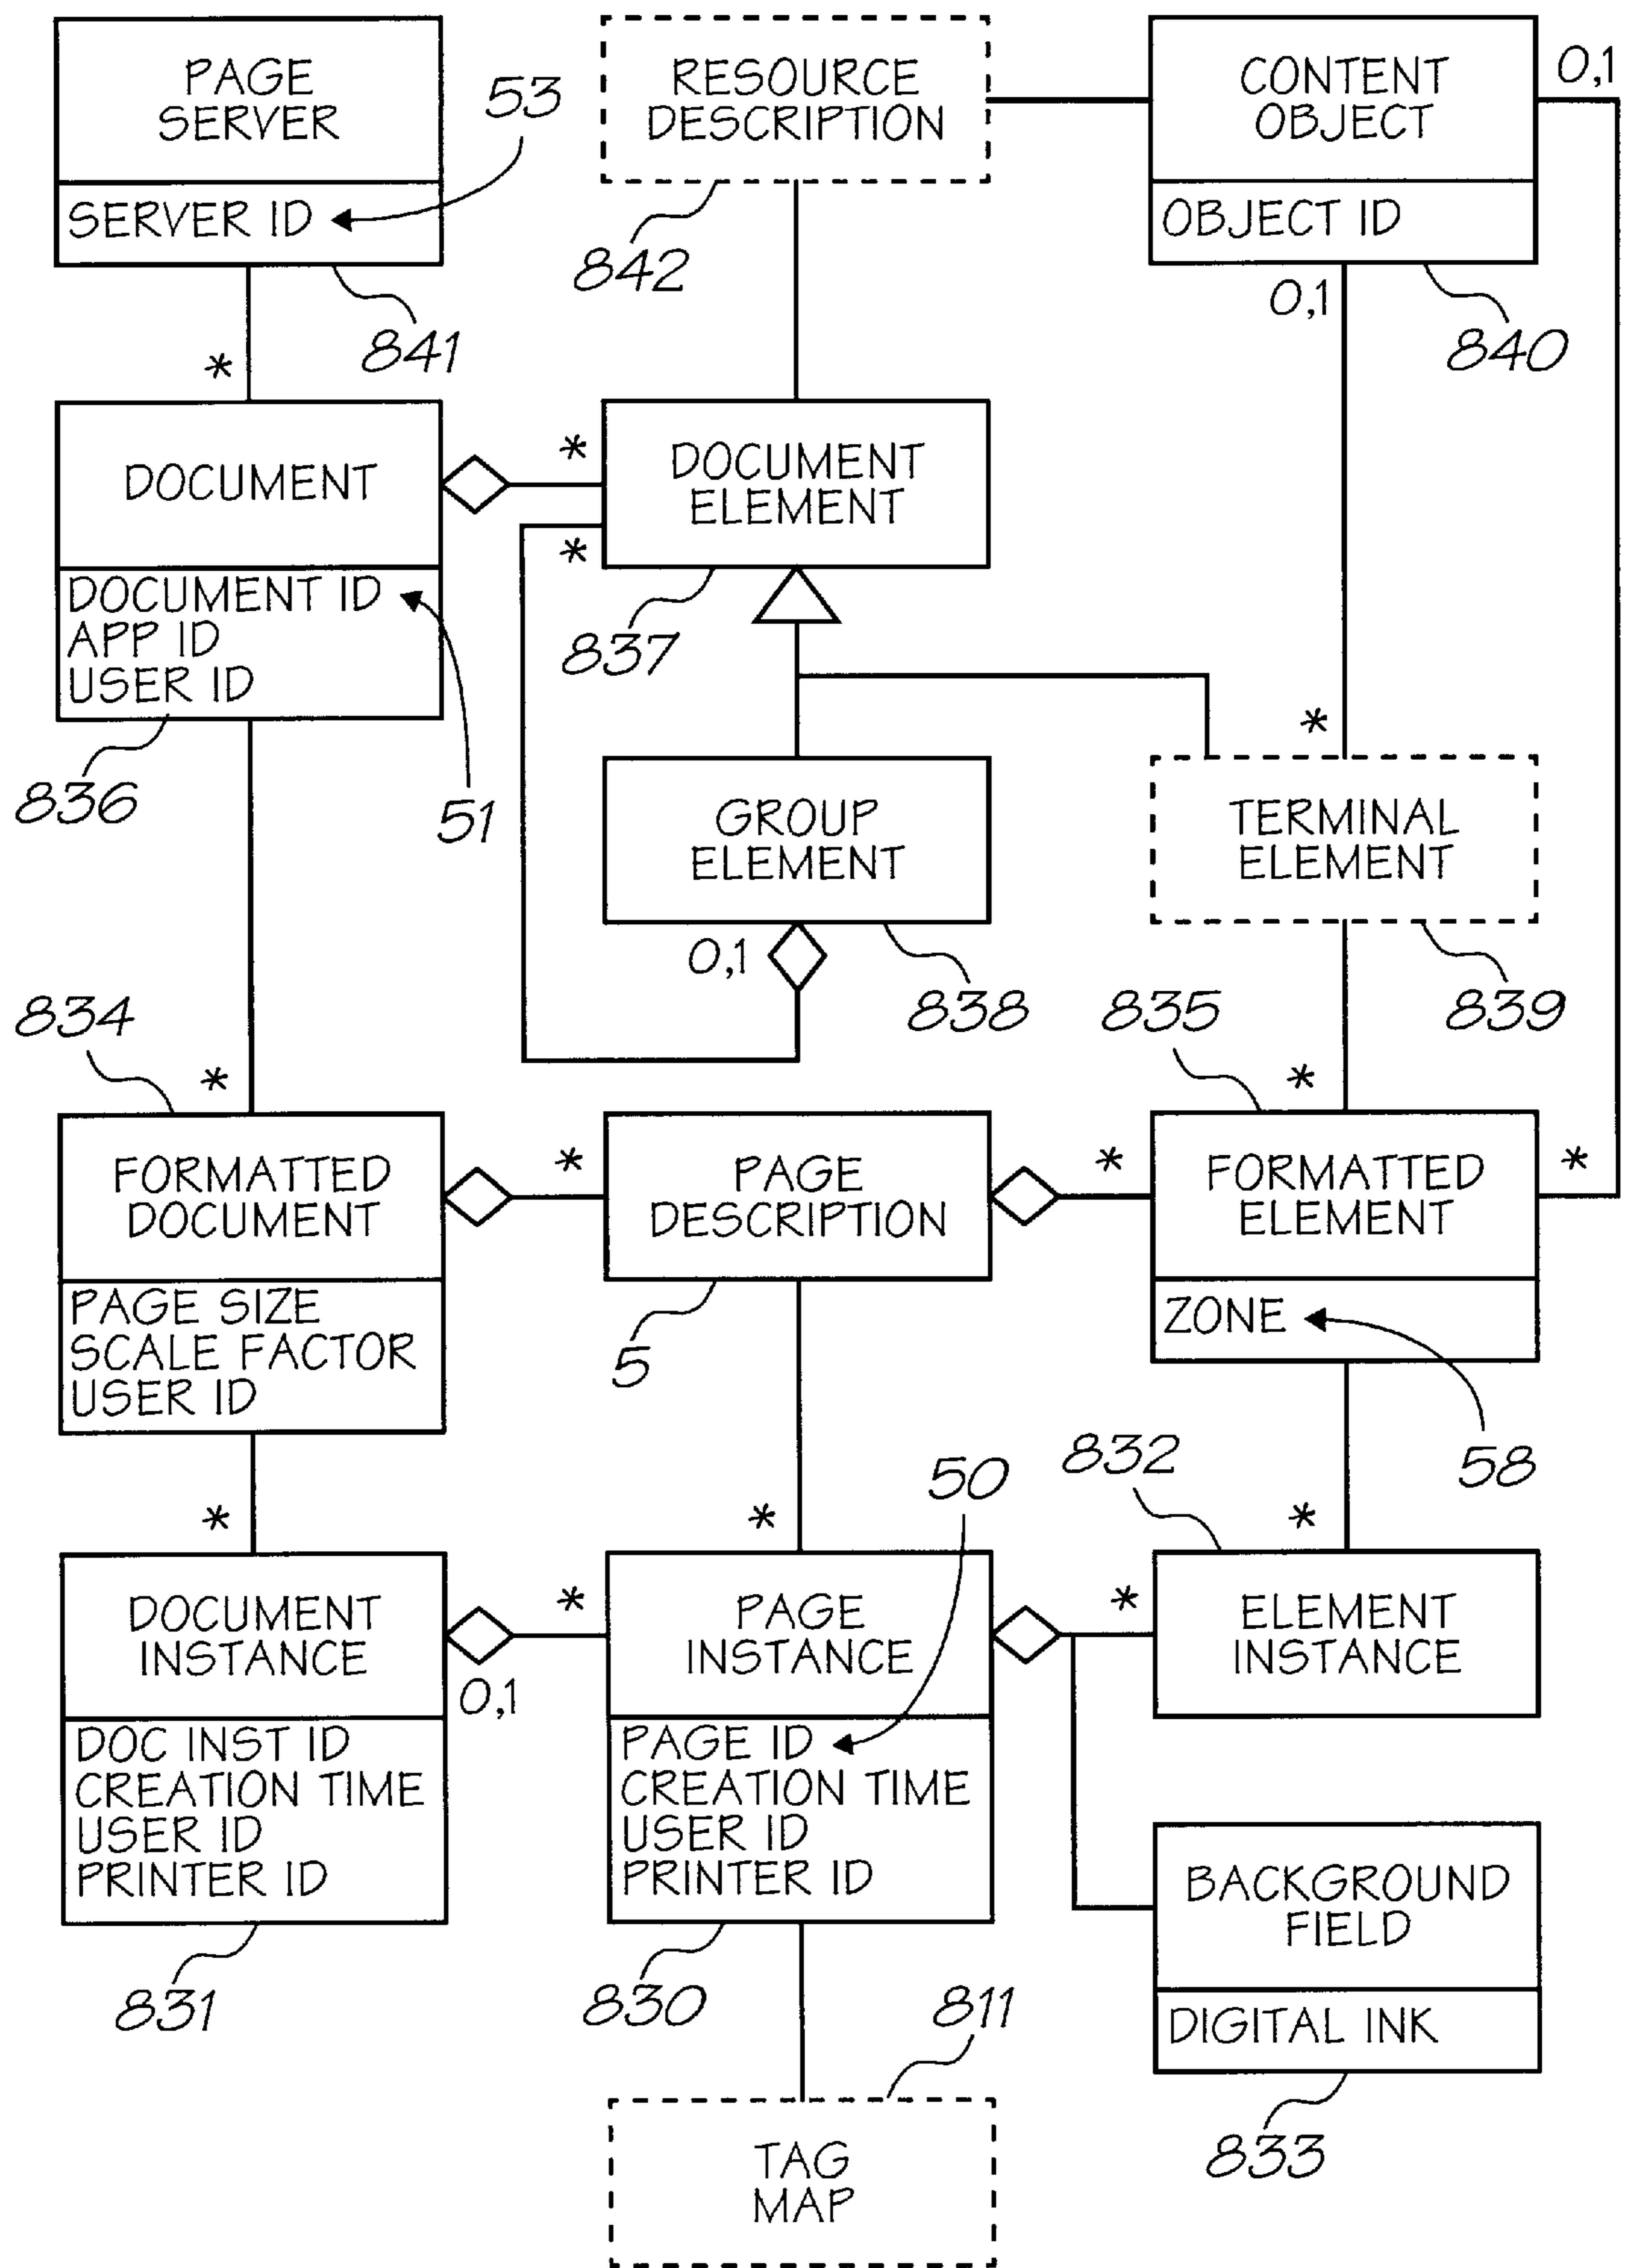 PAGE
SERVER
SERVER ID
53
841
RESOURCE
DESCRIPTION
842
CONTENT
OBJECT
OBJECT ID
0,1
0,1
840
*
DOCUMENT
DOCUMENT ID
APP ID
USER ID
836
51
*
*
DOCUMENT
ELEMENT
837
GROUP
ELEMENT
0,1
838
*
TERMINAL
ELEMENT
839
834
*
FORMATTED
DOCUMENT
PAGE SIZE
SCALE FACTOR
USER ID
*
PAGE
DESCRIPTION
5
835
*
*
FORMATTED
ELEMENT
*
ZONE
58
*
DOCUMENT
INSTANCE
0,1
DOC INST ID
CREATION TIME
USER ID
PRINTER ID
831
*
*
50
PAGE
INSTANCE
PAGE ID
CREATION TIME
USER ID
PRINTER ID
830
832
*
*
ELEMENT
INSTANCE
BACKGROUND
FIELD
DIGITAL INK
833
811
TAG
MAP